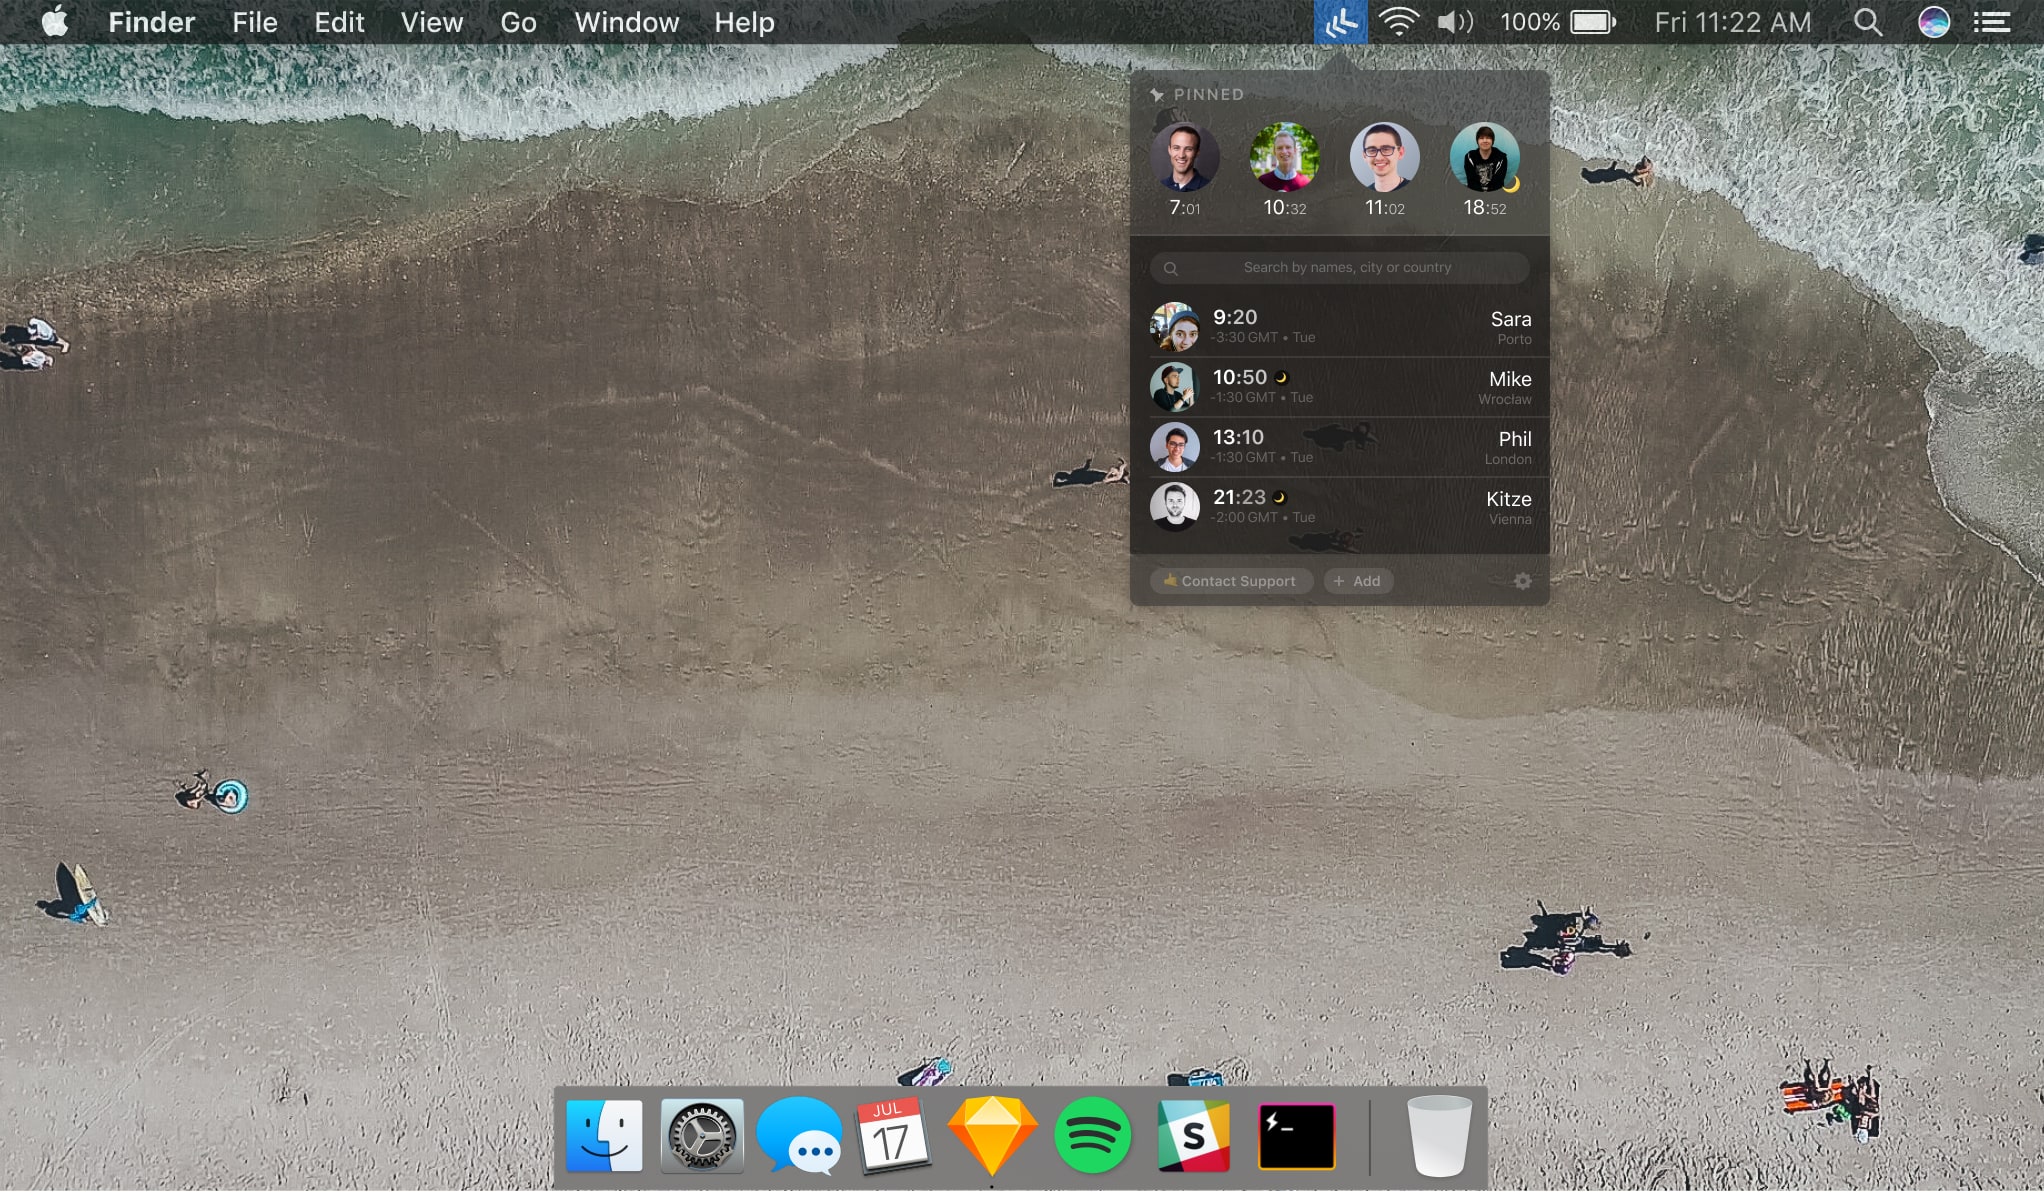 Finder File Edit View Go Window Help 100% Fri 11:22 AM
PINNED
7:01 10:32 11:02 18:52
Search by names, city or country
9:20 Sara
-3:30 GMT • Tue Porto
10:50 Mike
-1:30 GMT • Tue Wrocław
13:10 Phil
-1:30 GMT • Tue London
21:23 Kitze
-2:00 GMT • Tue Vienna
Contact Support + Add
JUL
17
S